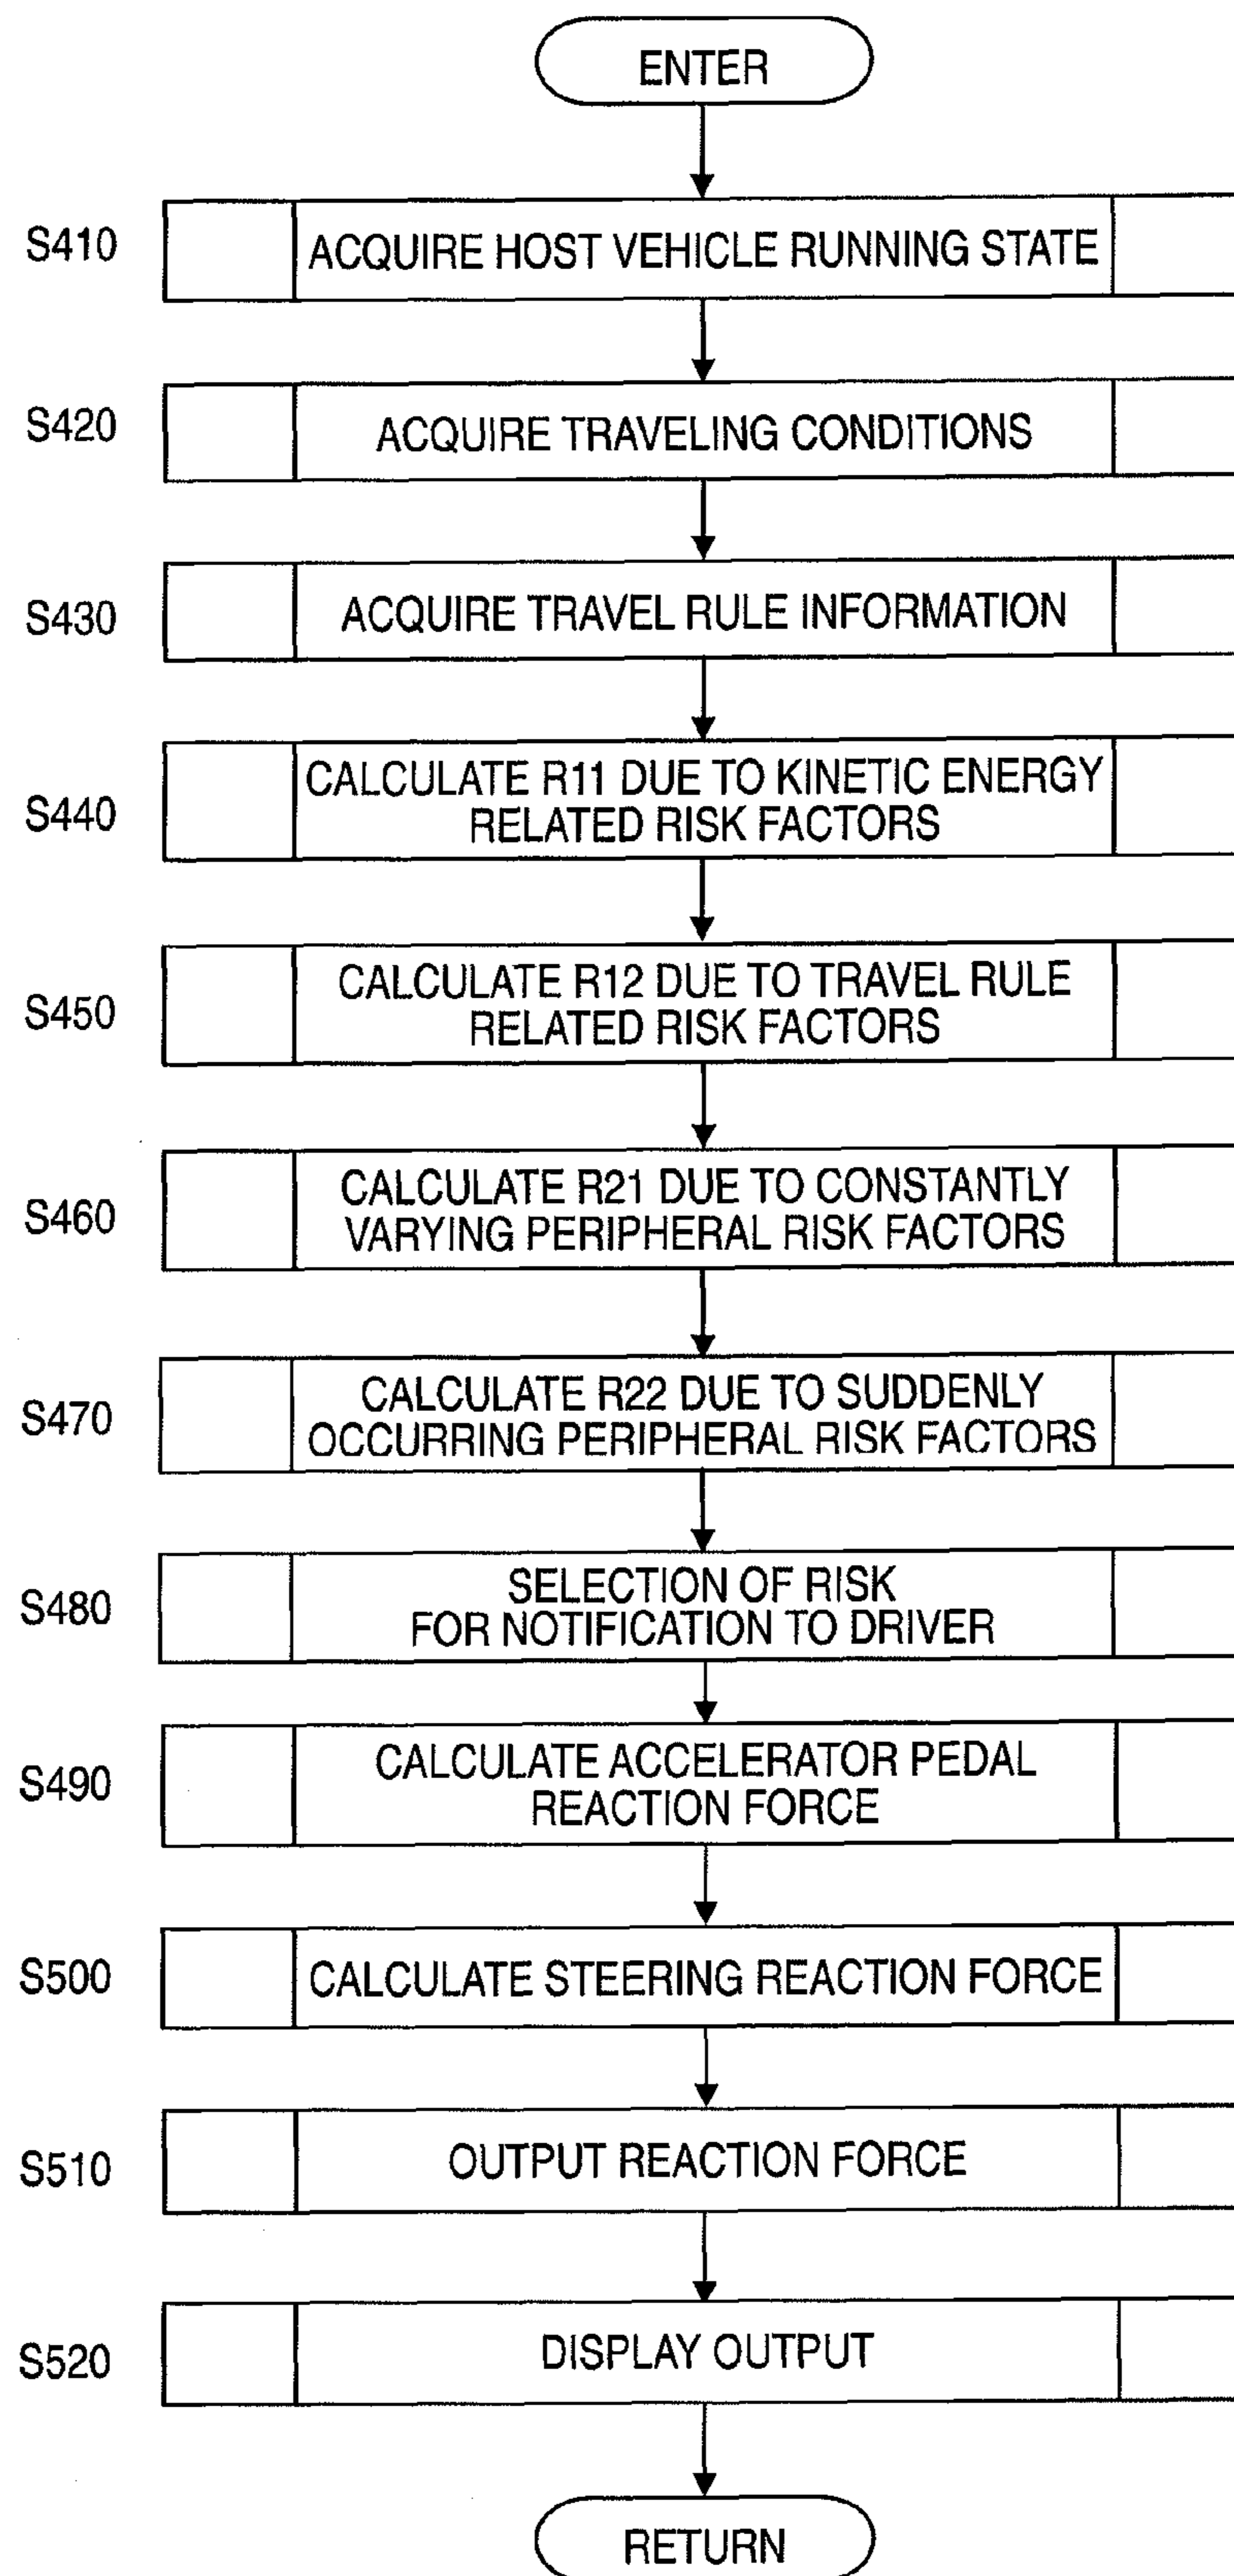 ENTER
S410
ACQUIRE HOST VEHICLE RUNNING STATE
S420
ACQUIRE TRAVELING CONDITIONS
S430
ACQUIRE TRAVEL RULE INFORMATION
S440
CALCULATE R11 DUE TO KINETIC ENERGY
RELATED RISK FACTORS
S450
CALCULATE R12 DUE TO TRAVEL RULE
RELATED RISK FACTORS
S460
CALCULATE R21 DUE TO CONSTANTLY
VARYING PERIPHERAL RISK FACTORS
S470
CALCULATE R22 DUE TO SUDDENLY
OCCURRING PERIPHERAL RISK FACTORS
S480
SELECTION OF RISK
FOR NOTIFICATION TO DRIVER
S490
CALCULATE ACCELERATOR PEDAL
REACTION FORCE
S500
CALCULATE STEERING REACTION FORCE
S510
OUTPUT REACTION FORCE
S520
DISPLAY OUTPUT
RETURN